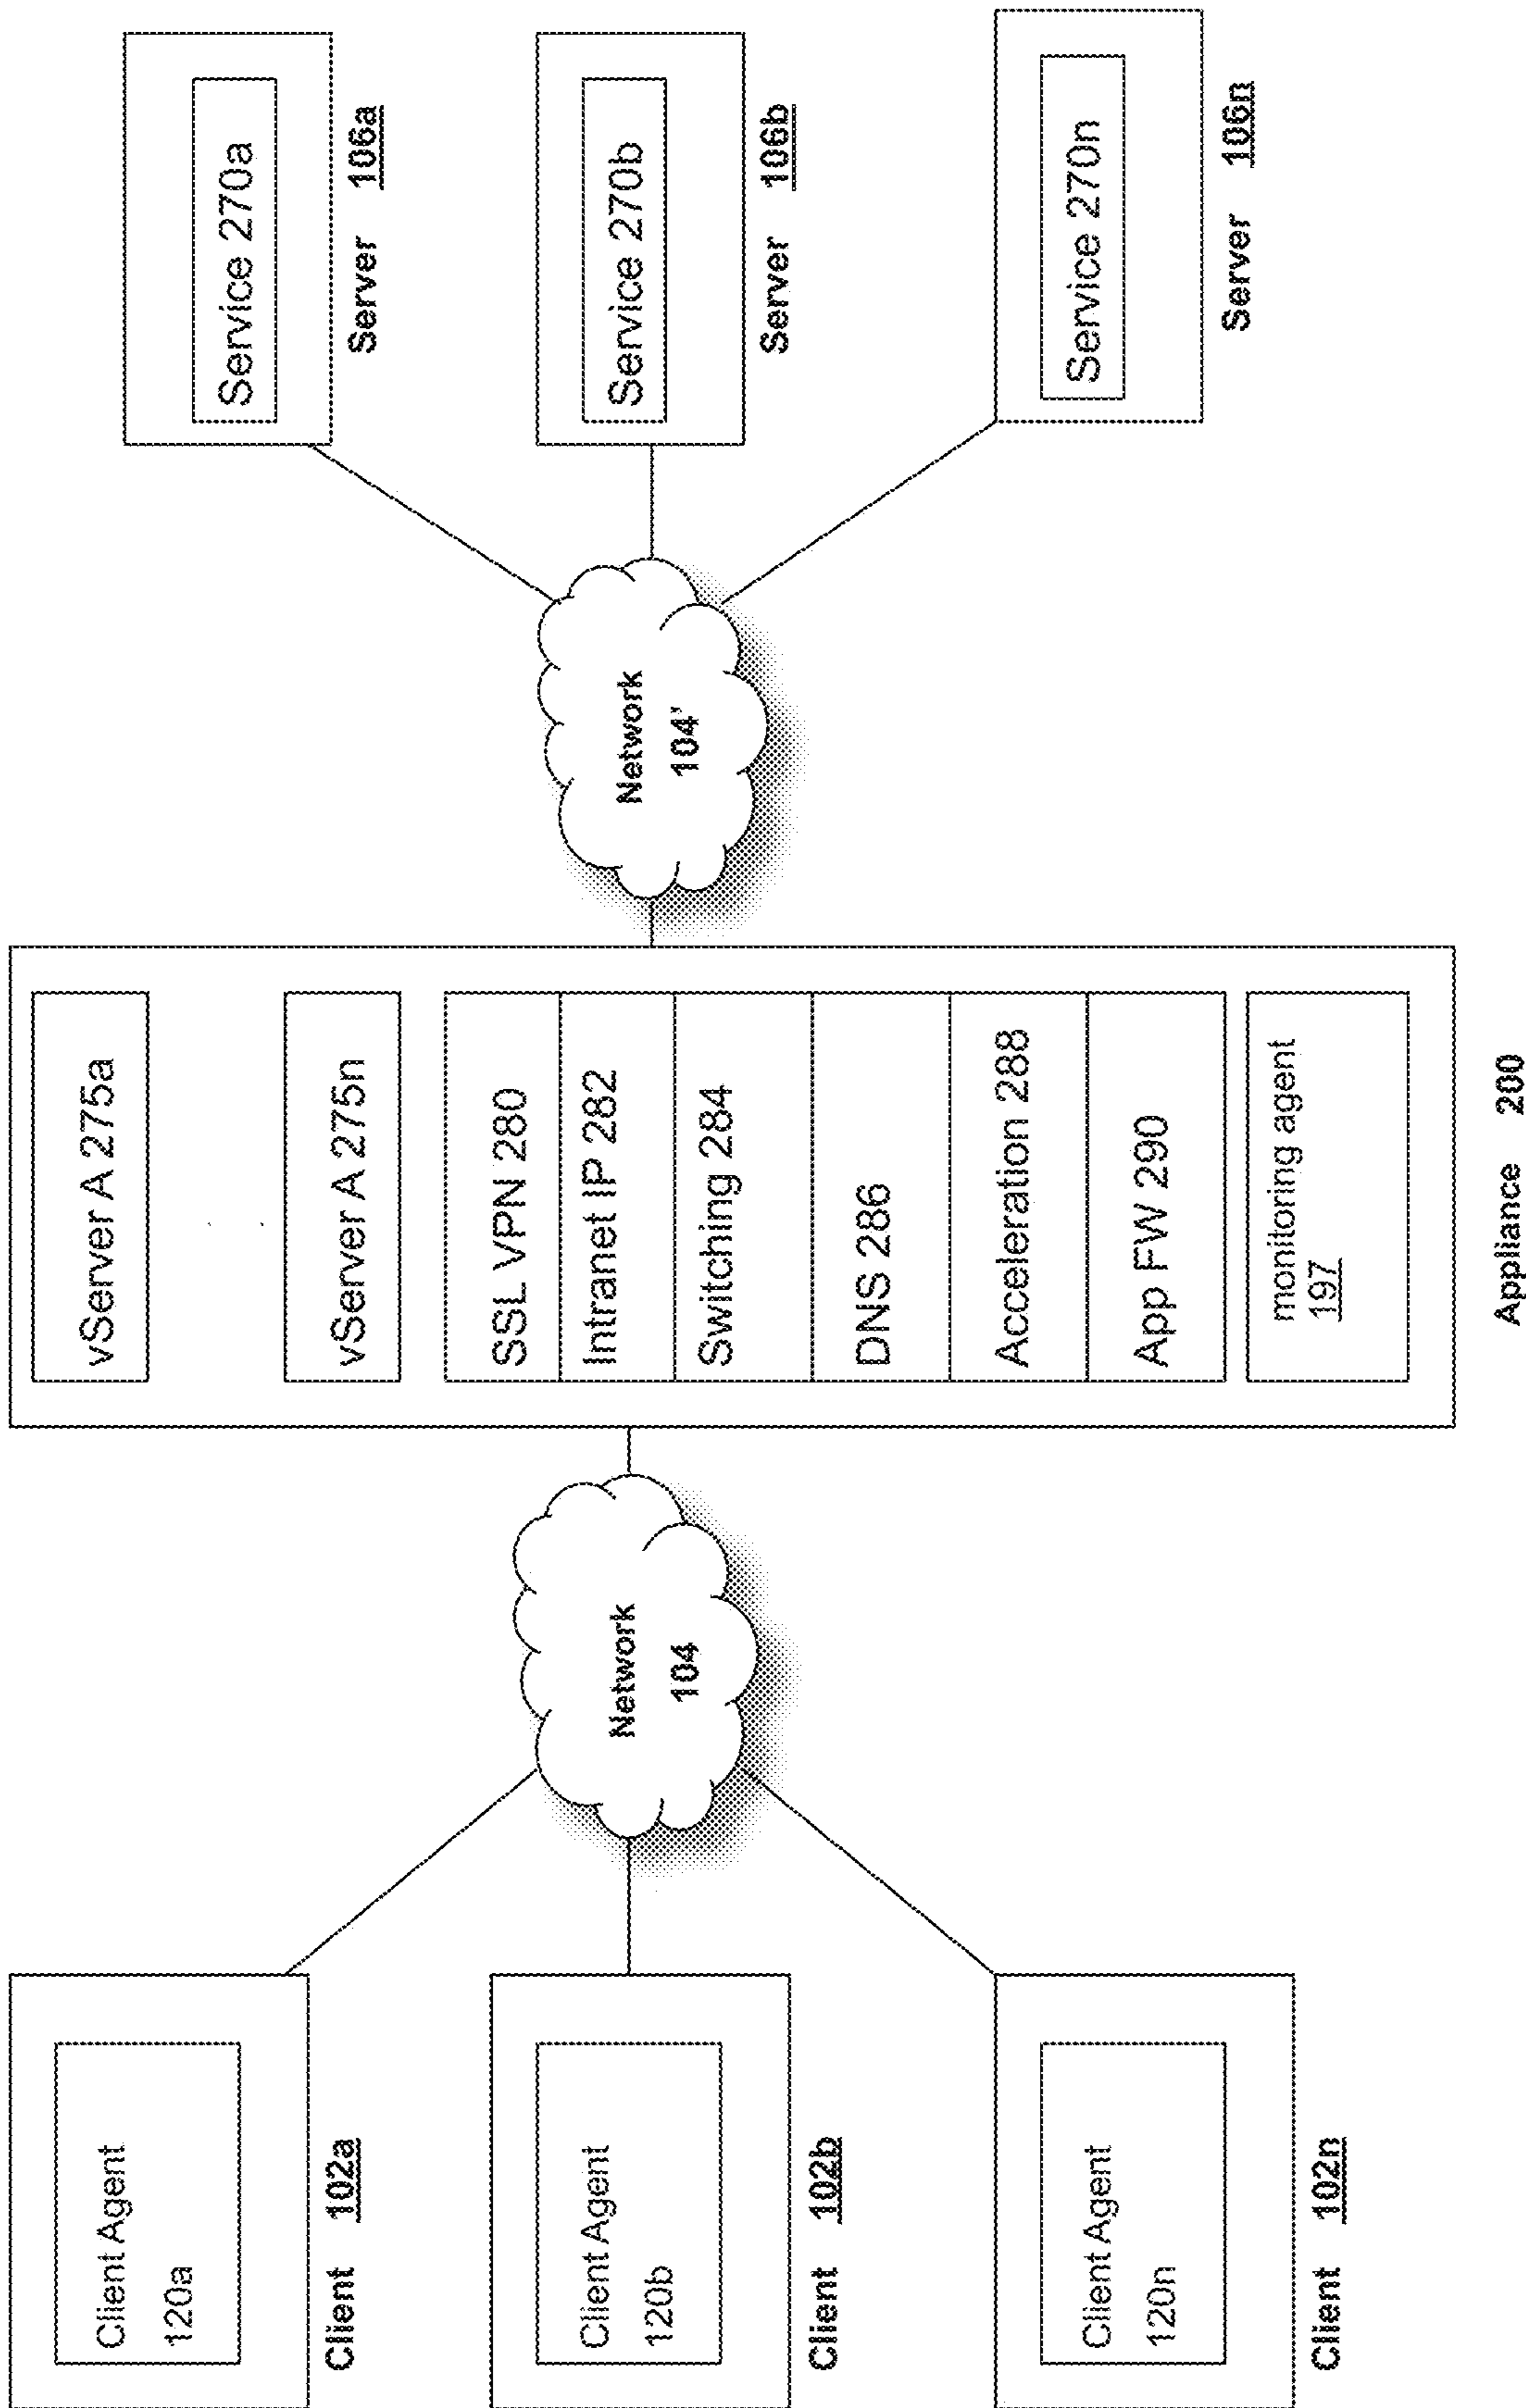 Client Agent
120a
Client 102a
Client Agent
120b
Client 102b
Client Agent
120n
Client 102n
Network
104
vServer A 275a
vServer A 275n
SSL VPN 280
Intranet IP 282
Switching 284
DNS 286
Acceleration 288
App FW 290
monitoring agent
197
Appliance 200
Network
104'
Service 270a
Server 106a
Service 270b
Server 106b
Service 270n
Server 106n